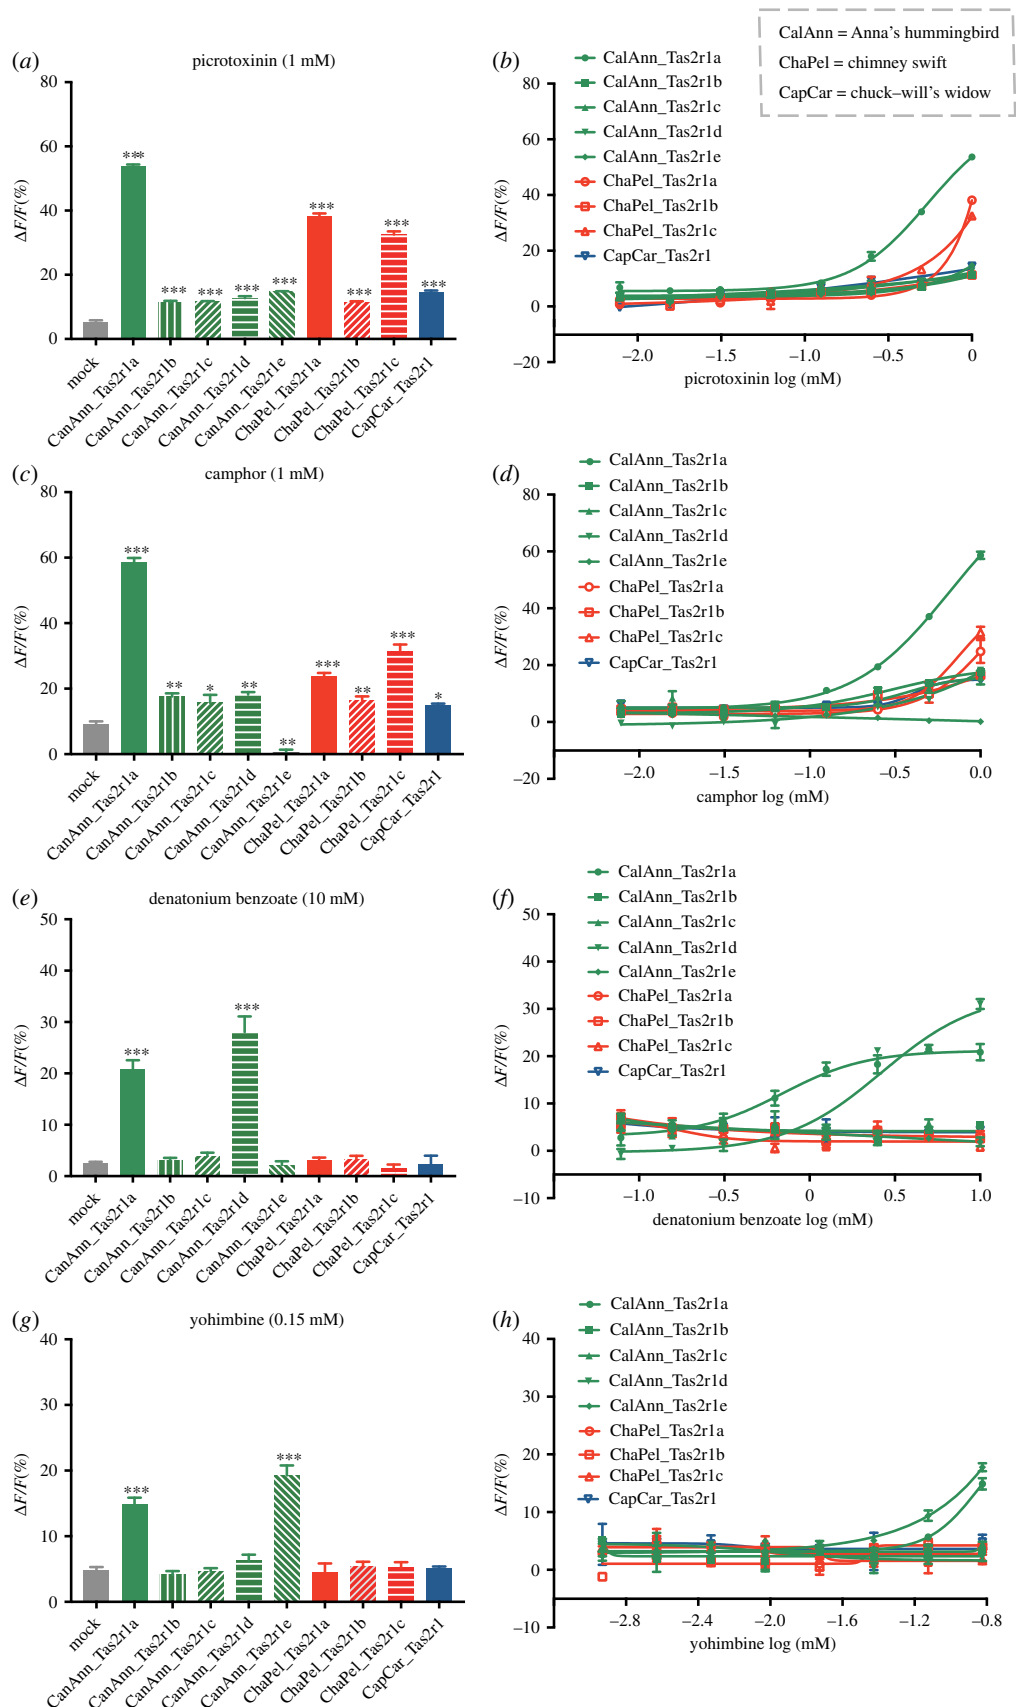 CalAnn = Anna's hummingbird
ChaPel = chimney swift
CapCar = chuck–will's widow
(a)
picrotoxinin (1 mM)
80
60
40
20
0
ΔF/F(%)
***
***
***
***
***
***
***
***
***
mock
CanAnn_Tas2r1a
CanAnn_Tas2r1b
CanAnn_Tas2r1c
CanAnn_Tas2r1d
CanAnn_Tas2r1e
ChaPel_Tas2r1a
ChaPel_Tas2r1b
ChaPel_Tas2r1c
CapCar_Tas2r1
(b)
CalAnn_Tas2r1a
CalAnn_Tas2r1b
CalAnn_Tas2r1c
CalAnn_Tas2r1d
CalAnn_Tas2r1e
ChaPel_Tas2r1a
ChaPel_Tas2r1b
ChaPel_Tas2r1c
CapCar_Tas2r1
80
60
40
20
0
–20
ΔF/F(%)
–2.0 –1.5 –1.0 –0.5 0
picrotoxinin log (mM)
(c)
camphor (1 mM)
80
60
40
20
0
ΔF/F(%)
***
**
*
**
**
***
**
***
*
mock
CanAnn_Tas2r1a
CanAnn_Tas2r1b
CanAnn_Tas2r1c
CanAnn_Tas2r1d
CanAnn_Tas2r1e
ChaPel_Tas2r1a
ChaPel_Tas2r1b
ChaPel_Tas2r1c
CapCar_Tas2r1
(d)
CalAnn_Tas2r1a
CalAnn_Tas2r1b
CalAnn_Tas2r1c
CalAnn_Tas2r1d
CalAnn_Tas2r1e
ChaPel_Tas2r1a
ChaPel_Tas2r1b
ChaPel_Tas2r1c
CapCar_Tas2r1
80
60
40
20
0
–20
ΔF/F(%)
–2.0 –1.5 –1.0 –0.5 0.0
camphor log (mM)
(e)
denatonium benzoate (10 mM)
50
40
30
20
10
0
ΔF/F(%)
***
***
mock
CanAnn_Tas2r1a
CanAnn_Tas2r1b
CanAnn_Tas2r1c
CanAnn_Tas2r1d
CanAnn_Tas2r1e
ChaPel_Tas2r1a
ChaPel_Tas2r1b
ChaPel_Tas2r1c
CapCar_Tas2r1
(f)
CalAnn_Tas2r1a
CalAnn_Tas2r1b
CalAnn_Tas2r1c
CalAnn_Tas2r1d
CalAnn_Tas2r1e
ChaPel_Tas2r1a
ChaPel_Tas2r1b
ChaPel_Tas2r1c
CapCar_Tas2r1
50
40
30
20
10
0
–10
ΔF/F(%)
–1.0 –0.5 0 0.5 1.0
denatonium benzoate log (mM)
(g)
yohimbine (0.15 mM)
40
30
20
10
0
ΔF/F(%)
***
***
mock
CanAnn_Tas2r1a
CanAnn_Tas2r1b
CanAnn_Tas2r1c
CanAnn_Tas2r1d
CanAnn_Tas2r1e
ChaPel_Tas2r1a
ChaPel_Tas2r1b
ChaPel_Tas2r1c
CapCar_Tas2r1
(h)
CalAnn_Tas2r1a
CalAnn_Tas2r1b
CalAnn_Tas2r1c
CalAnn_Tas2r1d
CalAnn_Tas2r1e
ChaPel_Tas2r1a
ChaPel_Tas2r1b
ChaPel_Tas2r1c
CapCar_Tas2r1
40
30
20
10
0
–10
ΔF/F(%)
–2.8 –2.4 –2.0 –1.6 –1.2 –0.8
yohimbine log (mM)